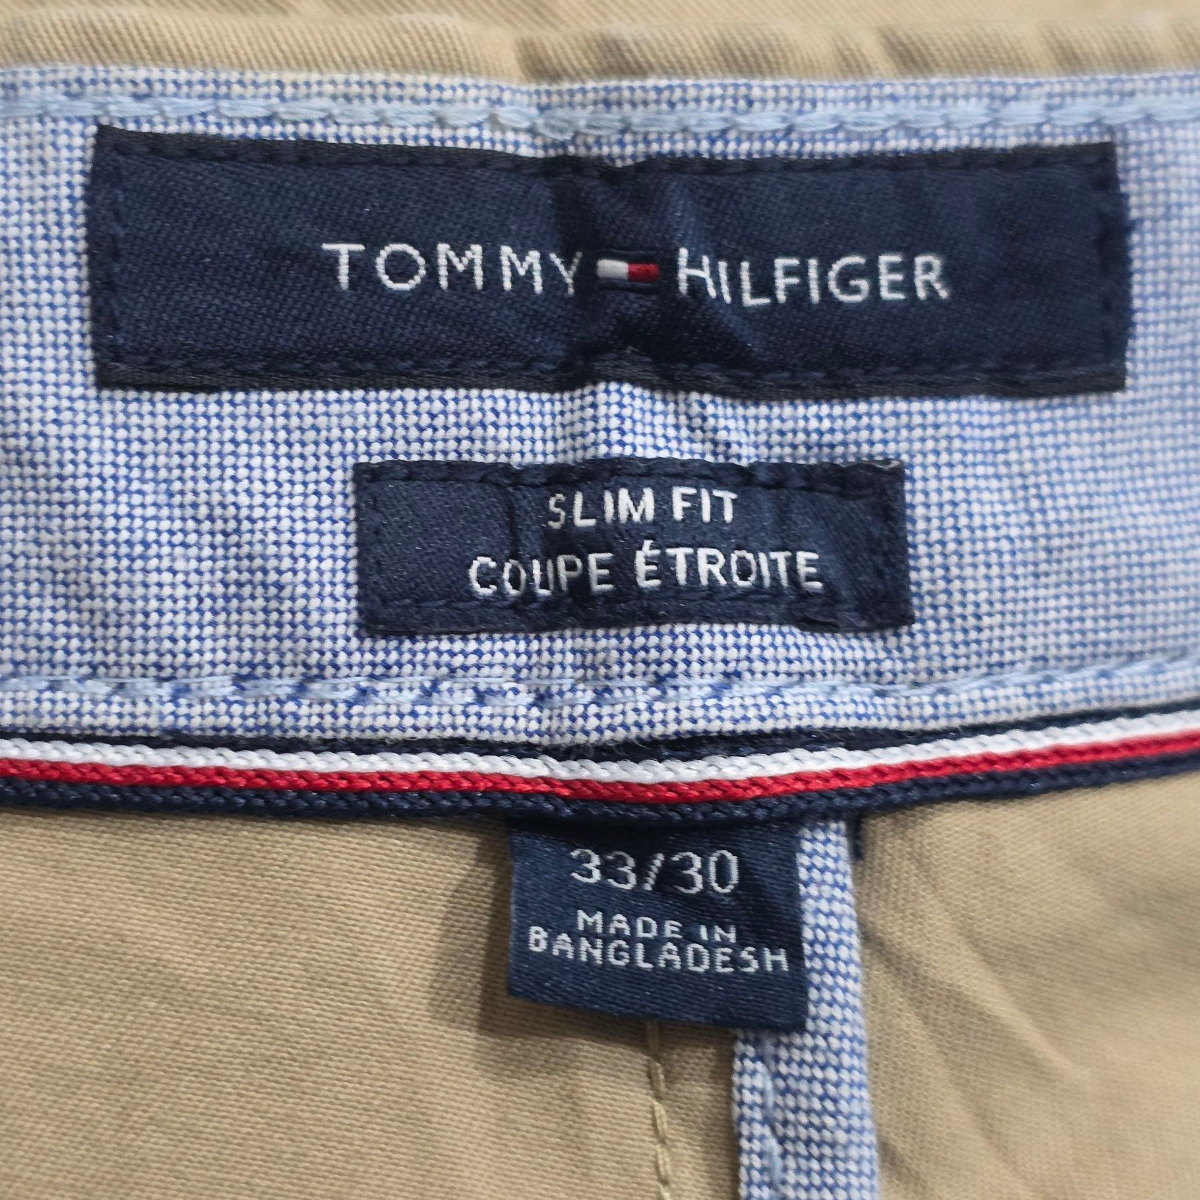 TOMMY HILFIGER
SLIM FIT
COUPE ÉTROITE
33/30
MADE IN
BANGLADESH